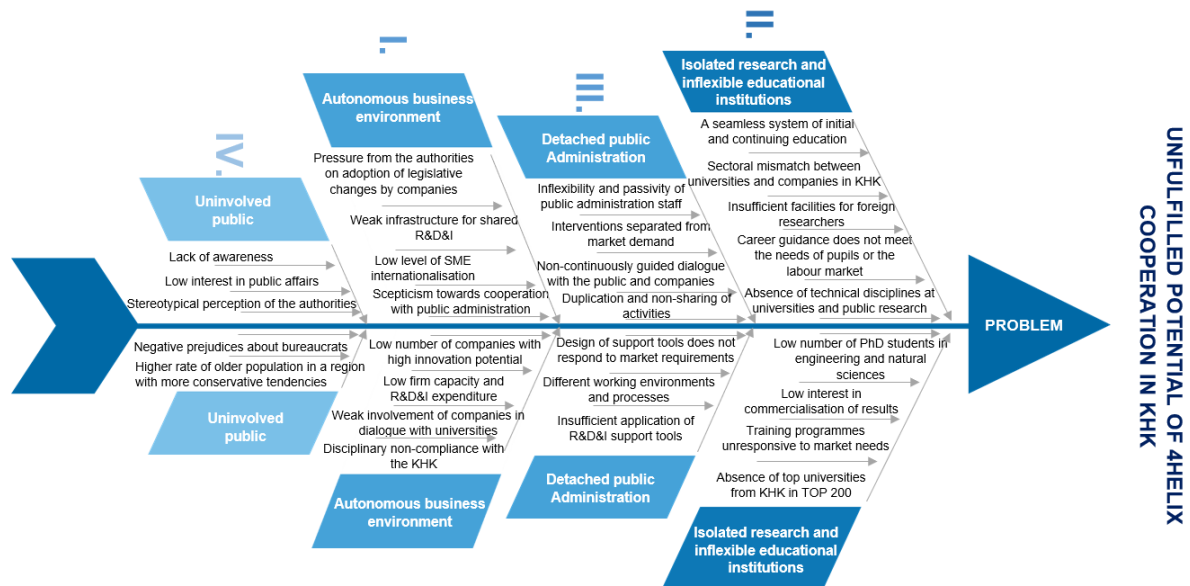 II.
I.
III.
IV.
Isolated research and
inflexible educational
institutions
Autonomous business
environment
Detached public
Administration
Uninvolved
public
A seamless system of initial
and continuing education
Sectoral mismatch between
universities and companies in KHK
Insufficient facilities for foreign
researchers
Career guidance does not meet
the needs of pupils or the
labour market
Absence of technical disciplines at
universities and public research
Inflexibility and passivity of
public administration staff
Interventions separated from
market demand
Non-continuously guided dialogue
with the public and companies
Duplication and non-sharing of
activities
Pressure from the authorities
on adoption of legislative
changes by companies
Weak infrastructure for shared
R&D&I
Low level of SME
internationalisation
Scepticism towards cooperation
with public administration
Lack of awareness
Low interest in public affairs
Stereotypical perception of the authorities
PROBLEM
UNFULFILLED POTENTIAL OF 4HELIX
COOPERATION IN KHK
Negative prejudices about bureaucrats
Higher rate of older population in a region
with more conservative tendencies
Uninvolved
public
Low number of companies with
high innovation potential
Low firm capacity and
R&D&I expenditure
Weak involvement of companies in
dialogue with universities
Disciplinary non-compliance with
the KHK
Autonomous business
environment
Design of support tools does not
respond to market requirements
Different working environments
and processes
Insufficient application of
R&D&I support tools
Detached public
Administration
Low number of PhD students in
engineering and natural
sciences
Low interest in
commercialisation of results
Training programmes
unresponsive to market needs
Absence of top universities
from KHK in TOP 200
Isolated research and
inflexible educational
institutions